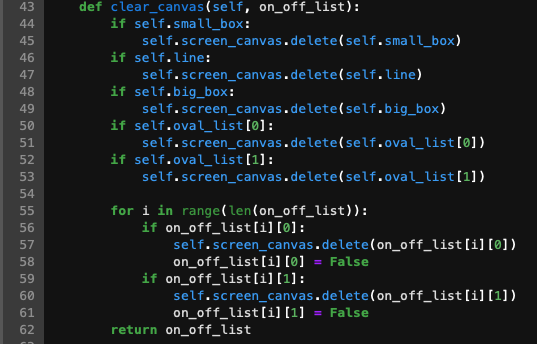 43     def clear_canvas(self, on_off_list):
44         if self.small_box:
45             self.screen_canvas.delete(self.small_box)
46         if self.line:
47             self.screen_canvas.delete(self.line)
48         if self.big_box:
49             self.screen_canvas.delete(self.big_box)
50         if self.oval_list[0]:
51             self.screen_canvas.delete(self.oval_list[0])
52         if self.oval_list[1]:
53             self.screen_canvas.delete(self.oval_list[1])
54
55         for i in range(len(on_off_list)):
56             if on_off_list[i][0]:
57                 self.screen_canvas.delete(on_off_list[i][0])
58                 on_off_list[i][0] = False
59             if on_off_list[i][1]:
60                 self.screen_canvas.delete(on_off_list[i][1])
61                 on_off_list[i][1] = False
62         return on_off_list